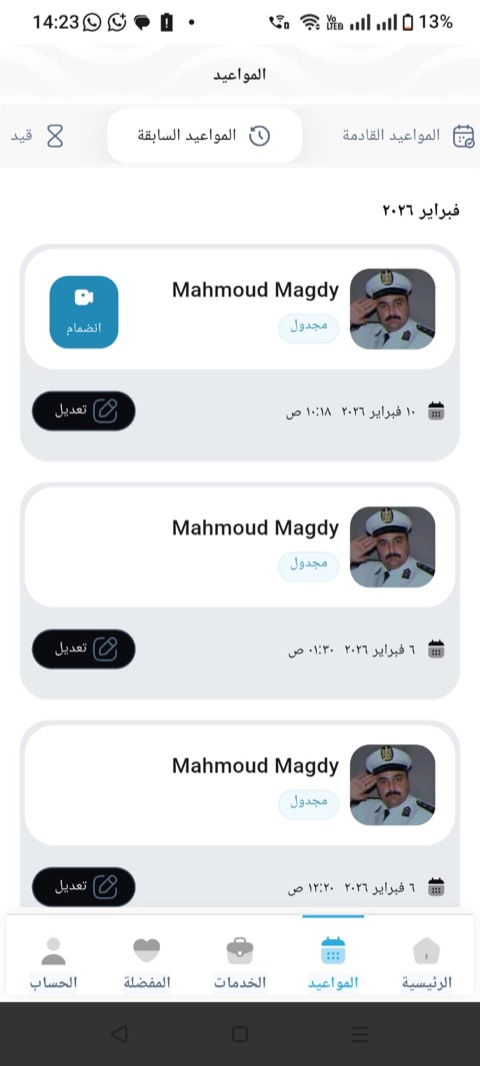 14:23
Vo LTE2
13%
المواعيد
المواعيد القادمة
المواعيد السابقة
قيد
فبراير ٢٠٢٦
Mahmoud Magdy
مجدول
انضمام
١٠ فبراير ٢٠٢٦ ١٠:١٨ ص
تعديل
Mahmoud Magdy
مجدول
٦ فبراير ٢٠٢٦ ٠١:٣٠ ص
تعديل
Mahmoud Magdy
مجدول
٦ فبراير ٢٠٢٦ ١٢:٢٠ ص
تعديل
الرئيسية
المواعيد
الخدمات
المفضلة
الحساب